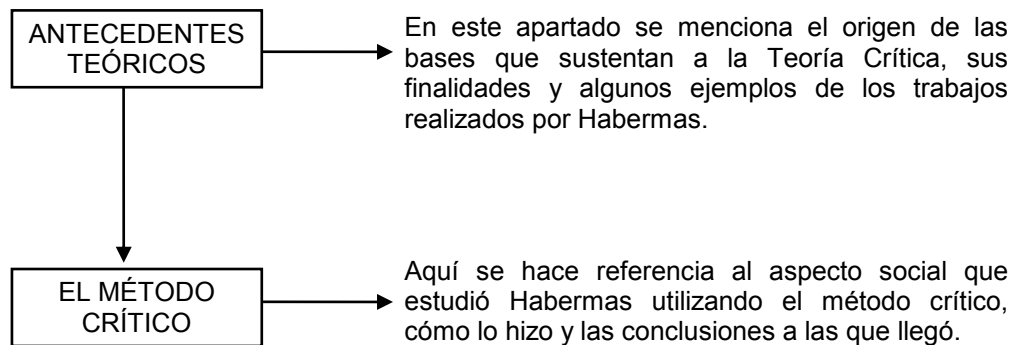 ANTECEDENTES
TEÓRICOS
En este apartado se menciona el origen de las
bases que sustentan a la Teoría Crítica, sus
finalidades y algunos ejemplos de los trabajos
realizados por Habermas.
EL MÉTODO
CRÍTICO
Aquí se hace referencia al aspecto social que
estudió Habermas utilizando el método crítico,
cómo lo hizo y las conclusiones a las que llegó.